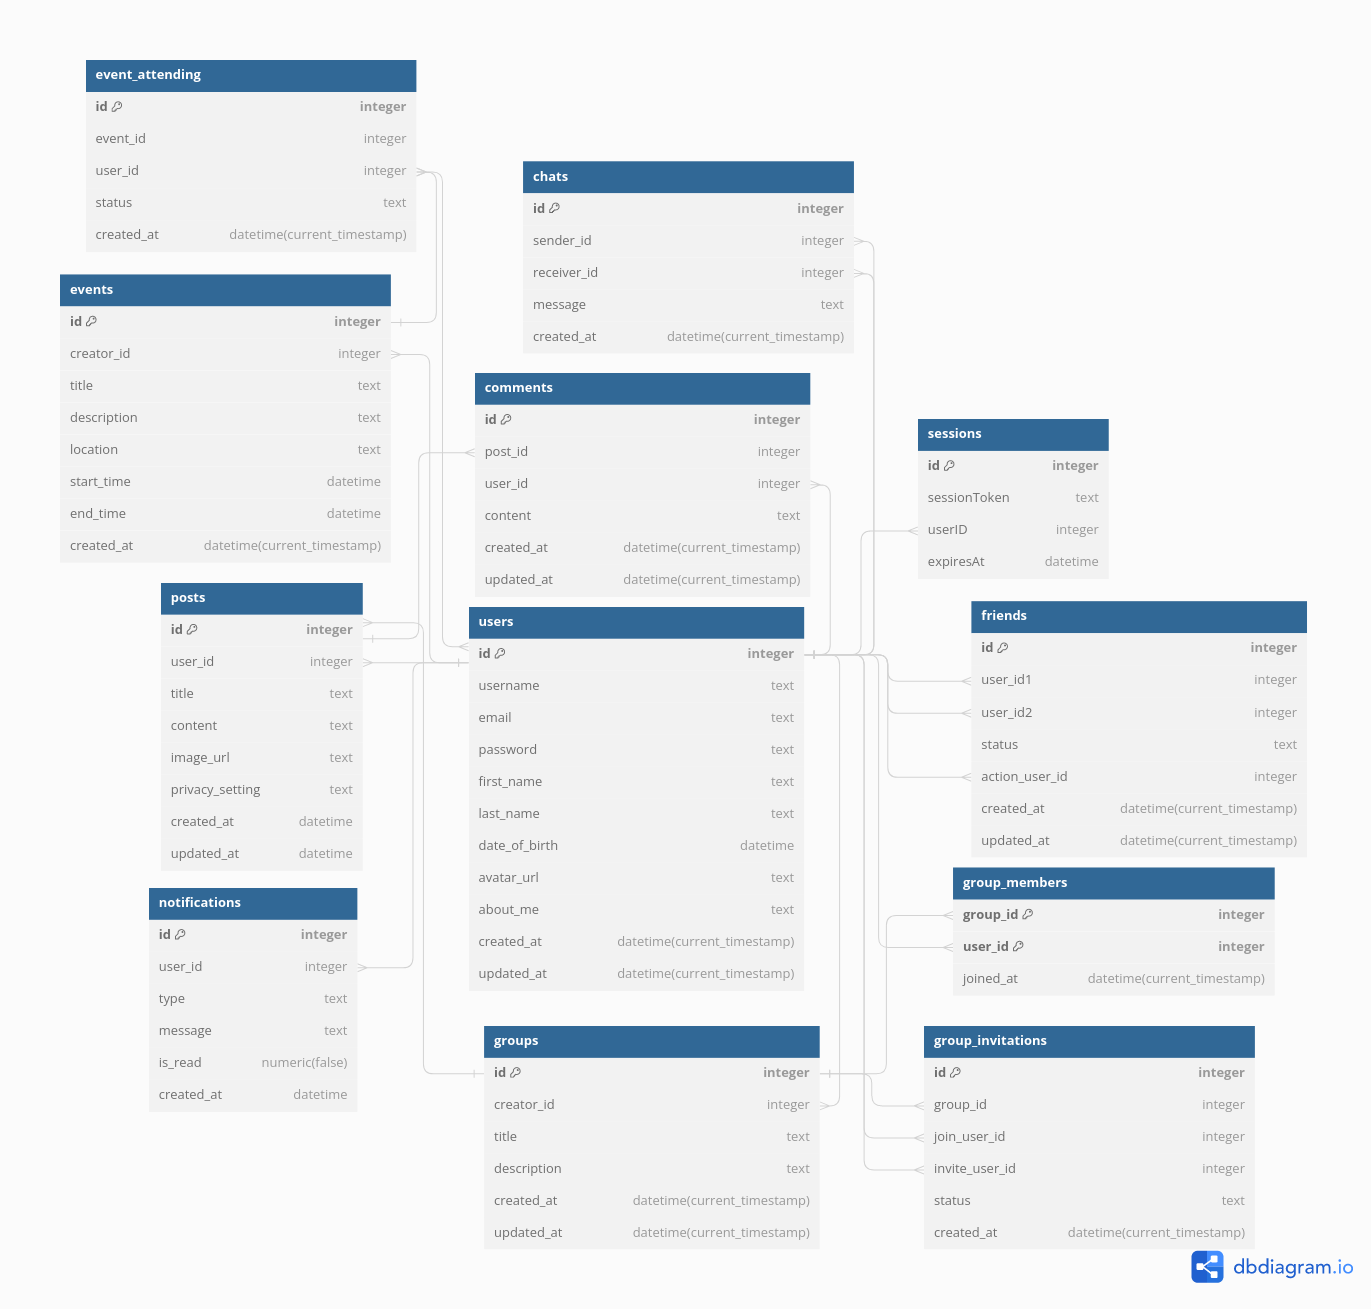 event_attending
id integer
event_id integer
user_id integer
status text
created_at datetime(current_timestamp)
events
id integer
creator_id integer
title text
description text
location text
start_time datetime
end_time datetime
created_at datetime(current_timestamp)
posts
id integer
user_id integer
title text
content text
image_url text
privacy_setting text
created_at datetime
updated_at datetime
notifications
id integer
user_id integer
type text
message text
is_read numeric(false)
created_at datetime
chats
id integer
sender_id integer
receiver_id integer
message text
created_at datetime(current_timestamp)
comments
id integer
post_id integer
user_id integer
content text
created_at datetime(current_timestamp)
updated_at datetime(current_timestamp)
users
id integer
username text
email text
password text
first_name text
last_name text
date_of_birth datetime
avatar_url text
about_me text
created_at datetime(current_timestamp)
updated_at datetime(current_timestamp)
groups
id integer
creator_id integer
title text
description text
created_at datetime(current_timestamp)
updated_at datetime(current_timestamp)
sessions
id integer
sessionToken text
userID integer
expiresAt datetime
friends
id integer
user_id1 integer
user_id2 integer
status text
action_user_id integer
created_at datetime(current_timestamp)
updated_at datetime(current_timestamp)
group_members
group_id integer
user_id integer
joined_at datetime(current_timestamp)
group_invitations
id integer
group_id integer
join_user_id integer
invite_user_id integer
status text
created_at datetime(current_timestamp)
dbdiagram.io